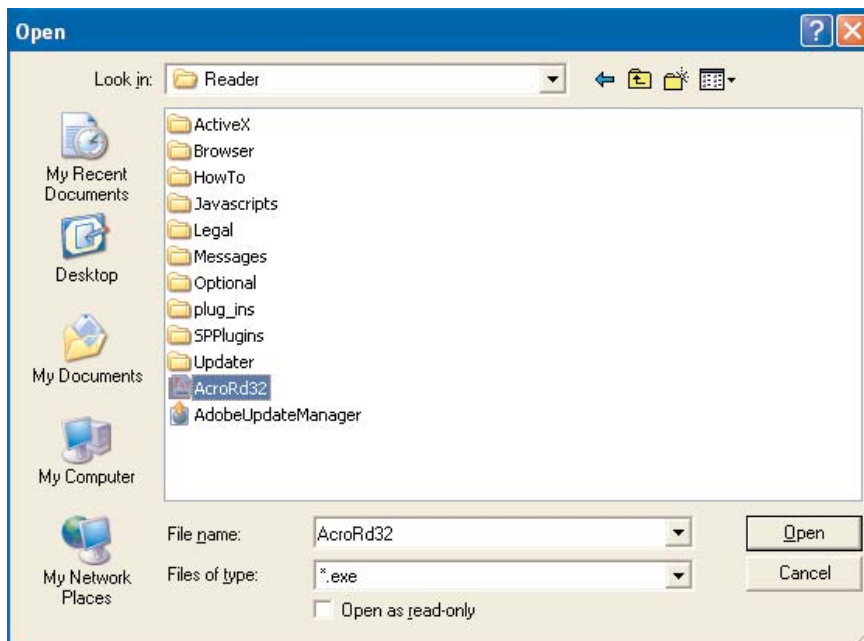 Open
Look in:
Reader
My Recent
Documents
Desktop
My Documents
My Computer
My Network
Places
ActiveX
Browser
HowTo
Javascripts
Legal
Messages
Optional
plug_ins
SPPlugins
Updater
AcroRd32
AdobeUpdateManager
File name:
AcroRd32
Open
Files of type:
*.exe
Cancel
Open as read-only